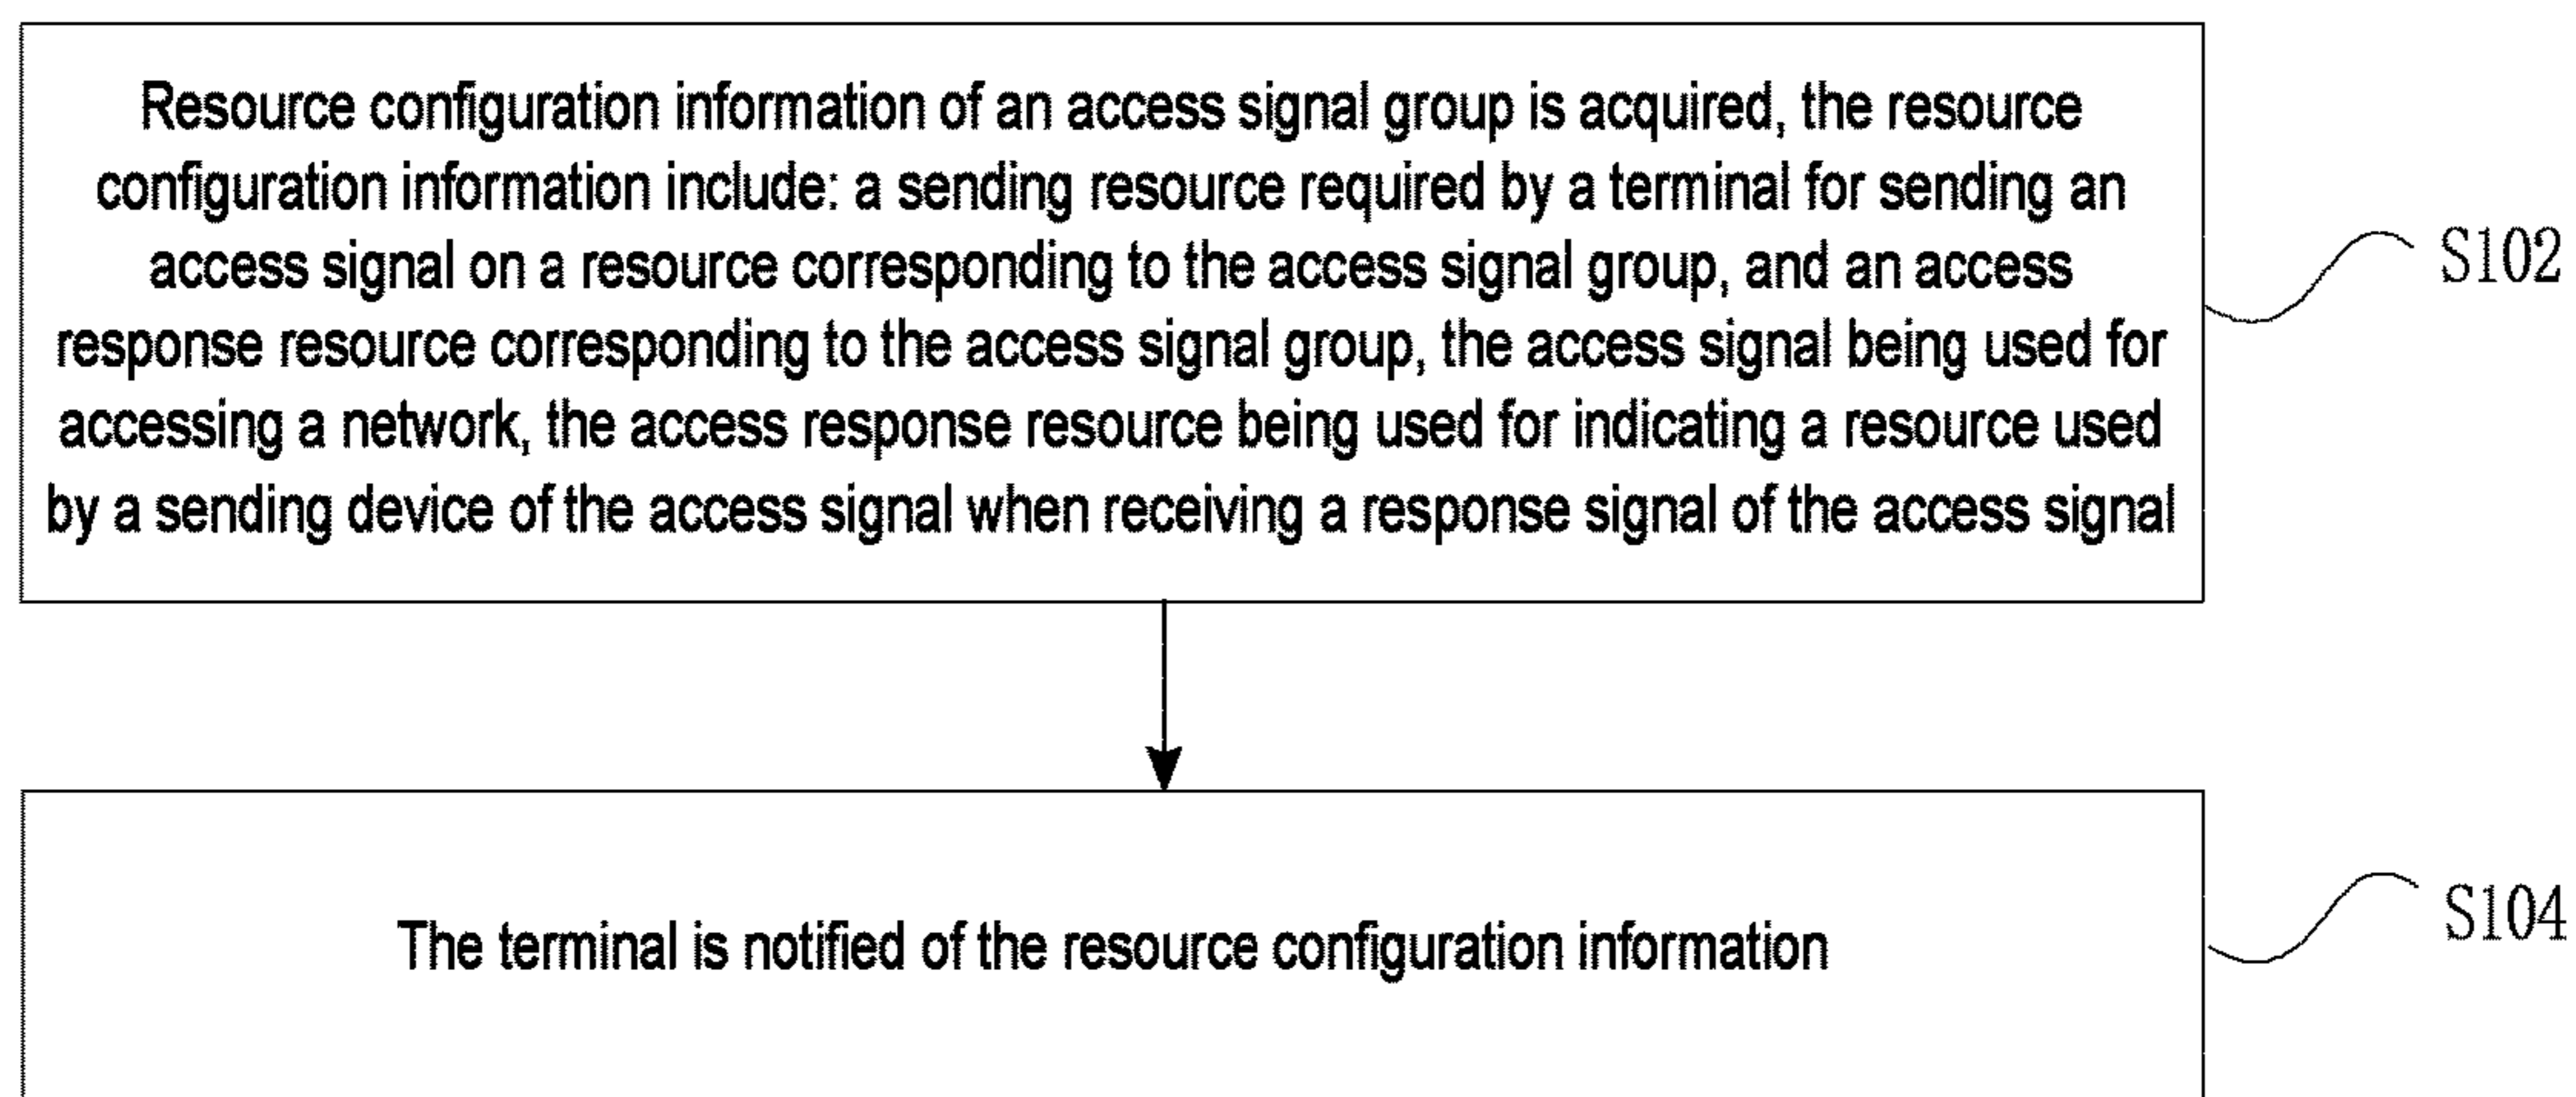 Resource configuration information of an access signal group is acquired, the resource
configuration information include: a sending resource required by a terminal for sending an
access signal on a resource corresponding to the access signal group, and an access
response resource corresponding to the access signal group, the access signal being used for
accessing a network, the access response resource being used for indicating a resource used
by a sending device of the access signal when receiving a response signal of the access signal
S102
The terminal is notified of the resource configuration information
S104